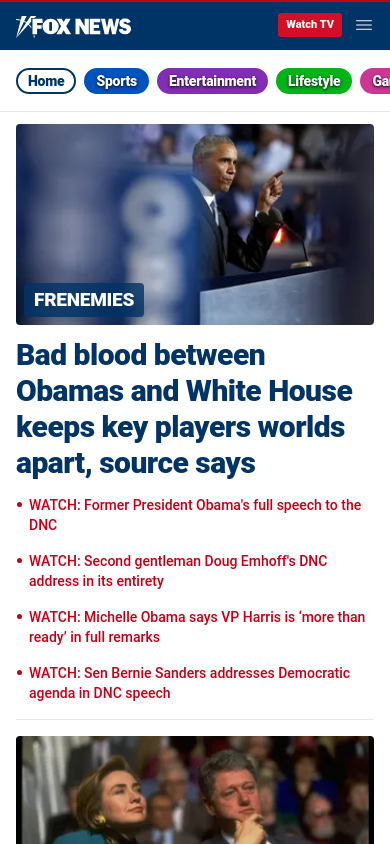 FOX NEWS
Watch TV
Home
Sports
Entertainment
Lifestyle
Ga
FRENEMIES
Bad blood between
Obamas and White House
keeps key players worlds
apart, source says
• WATCH: Former President Obama's full speech to the
DNC
• WATCH: Second gentleman Doug Emhoff's DNC
address in its entirety
• WATCH: Michelle Obama says VP Harris is ‘more than
ready’ in full remarks
• WATCH: Sen Bernie Sanders addresses Democratic
agenda in DNC speech